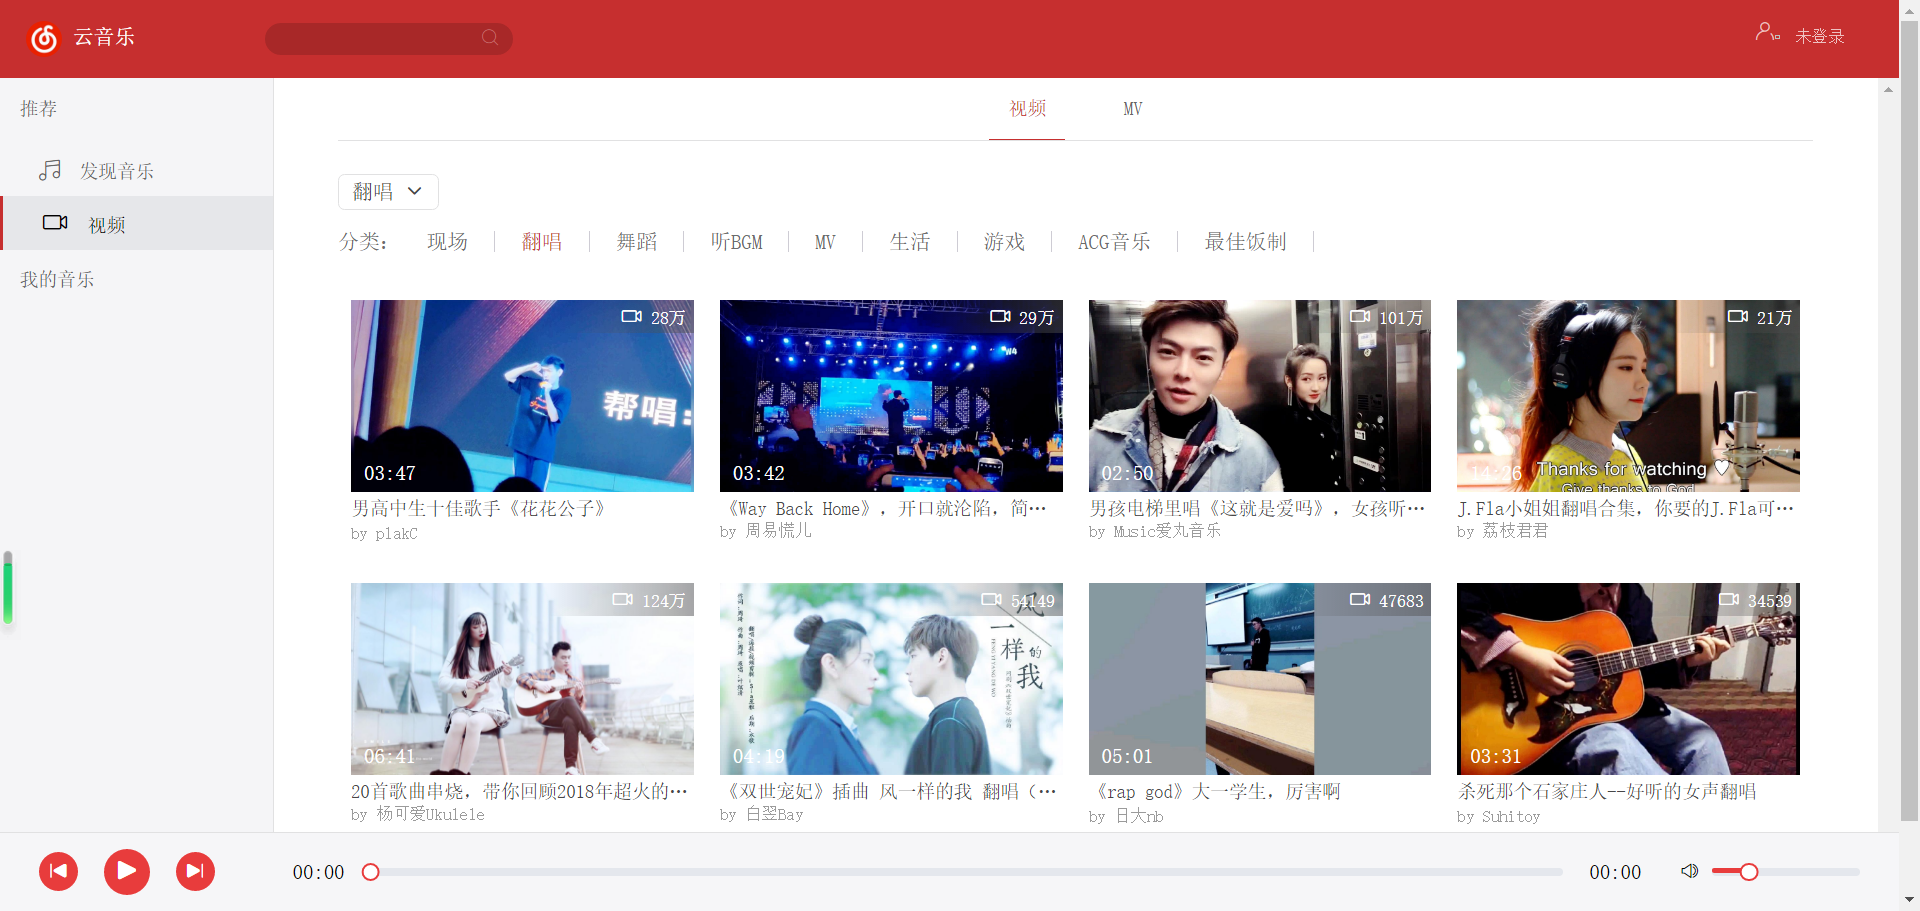 云音乐
未登录
推荐
发现音乐
视频
我的音乐
视频
MV
翻唱
分类：
现场
翻唱
舞蹈
听BGM
MV
生活
游戏
ACG音乐
最佳饭制
28万
帮唱：
03:47
男高中生十佳歌手《花花公子》
by plakC
29万
03:42
《Way Back Home》，开口就沦陷，简…
by 周易慌儿
101万
02:50
男孩电梯里唱《这就是爱吗》，女孩听…
by Music爱丸音乐
21万
14:26
Thanks for watching ♡
Give thanks to God
J.Fla小姐姐翻唱合集，你要的J.Fla可…
by 荔枝君君
124万
06:41
20首歌曲串烧，带你回顾2018年超火的…
by 杨可爱Ukulele
54149
风一样的我
04:19
《双世宠妃》插曲 风一样的我 翻唱（…
by 白翌Bay
47683
05:01
《rap god》大一学生，厉害啊
by 日大nb
34539
03:31
杀死那个石家庄人--好听的女声翻唱
by Suhitoy
00:00
00:00